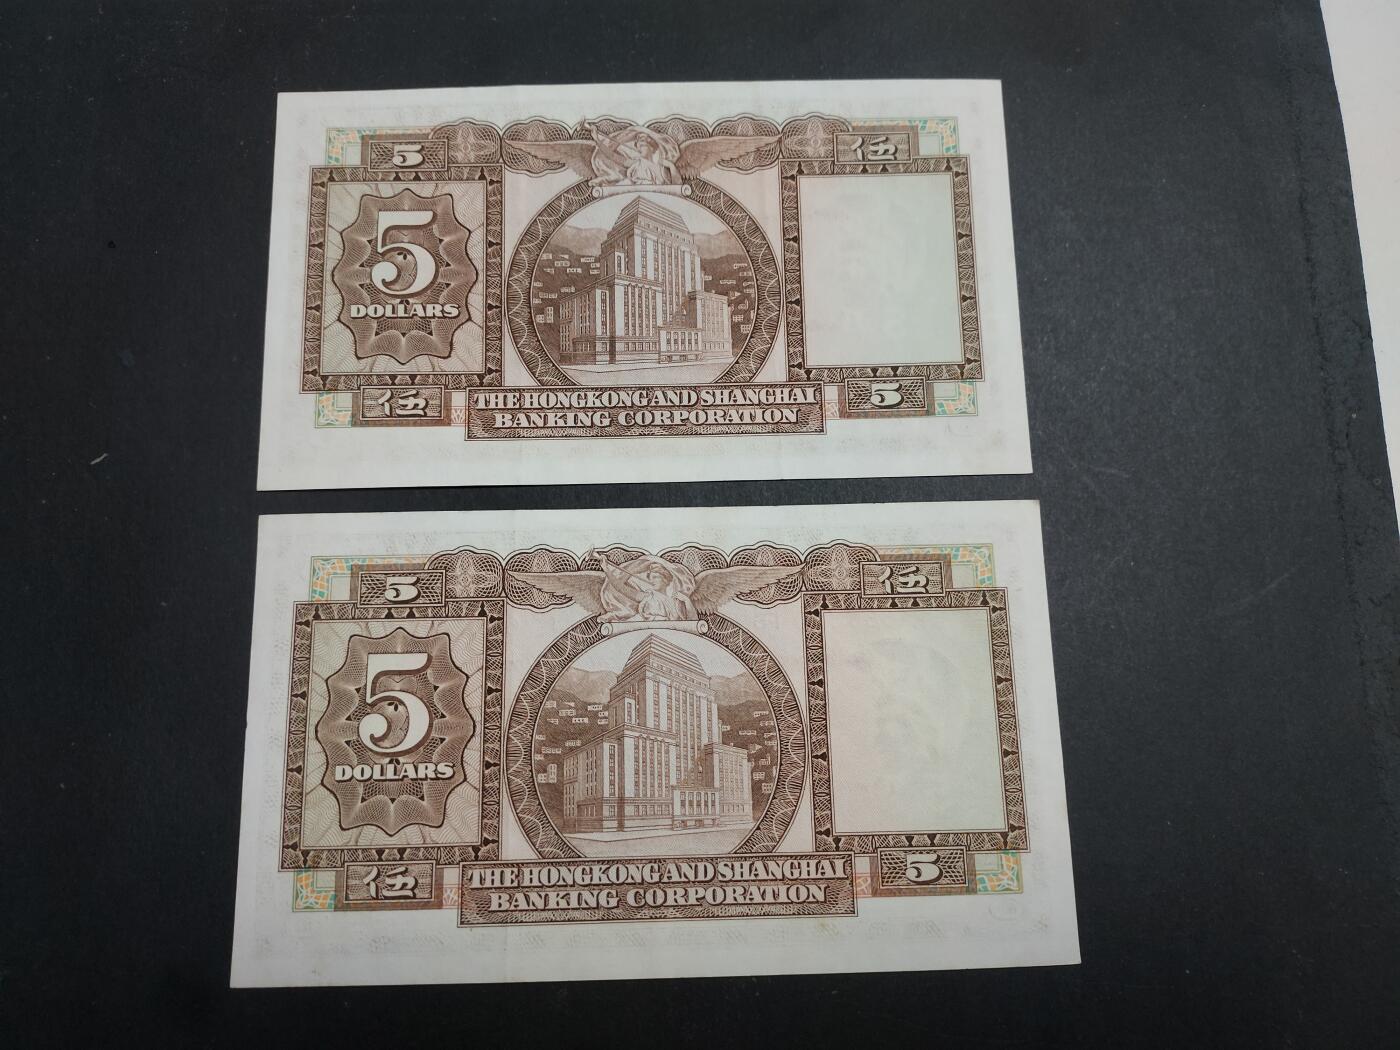 5
伍
5
DOLLARS
伍
THE HONGKONG AND SHANGHAI
BANKING CORPORATION
5
5
伍
5
DOLLARS
伍
THE HONGKONG AND SHANGHAI
BANKING CORPORATION
5